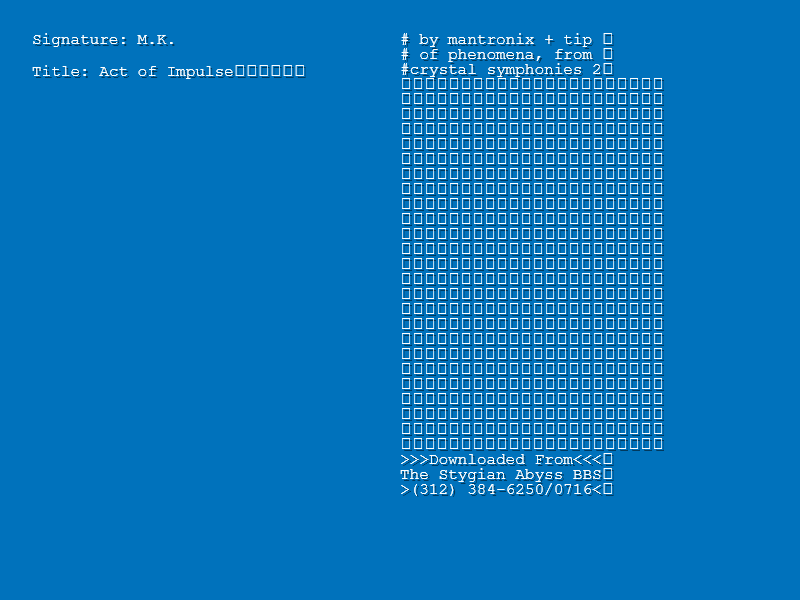 Signature: M.K.
Title: Act of Impulse
# by mantronix + tip
# of phenomena, from
#crystal symphonies 2
>>>Downloaded From<<<
The Stygian Abyss BBS
>(312) 384-6250/0716<